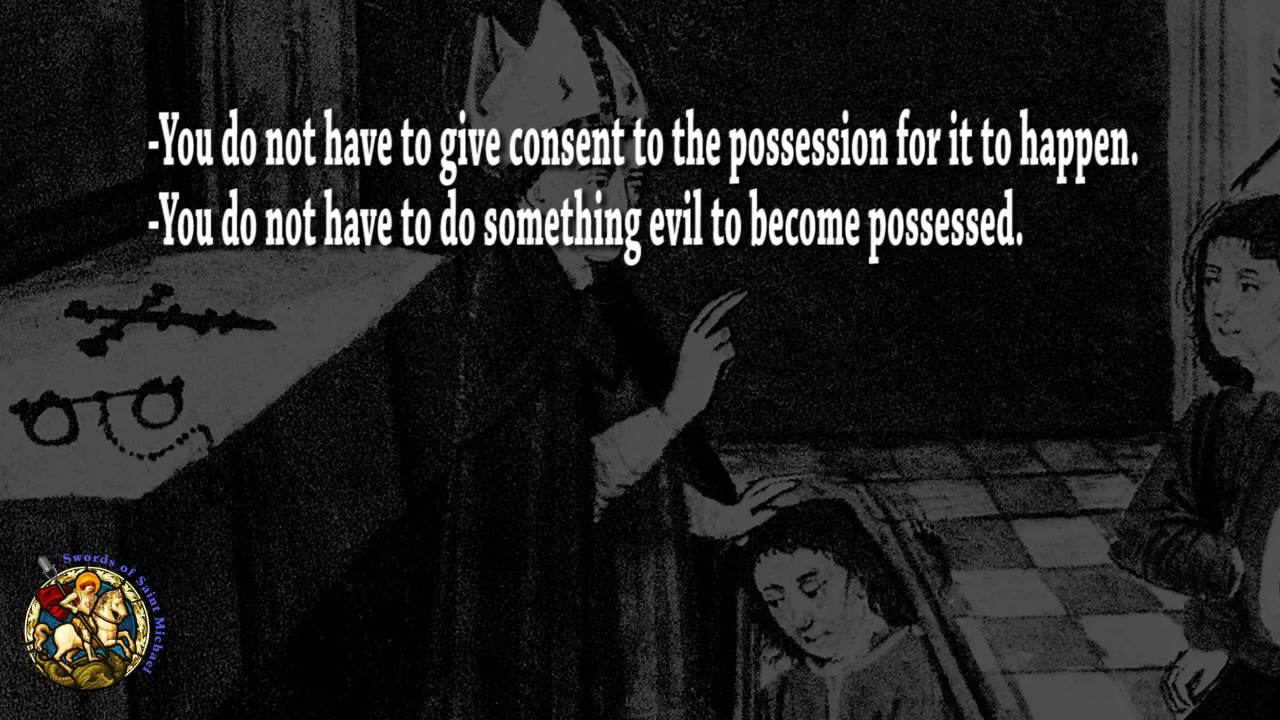 -You do not have to give consent to the possession for it to happen.
-You do not have to do something evil to become possessed.
Swords of Saint Michael